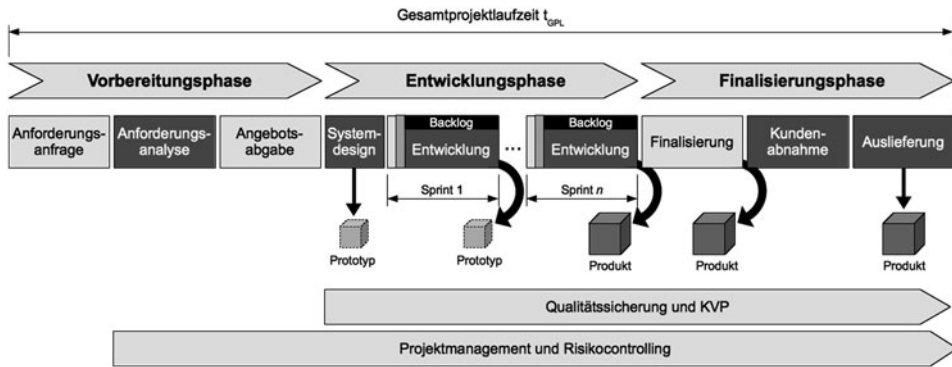 Gesamtprojektlaufzeit t_GPL
Vorbereitungsphase
Entwicklungsphase
Finalisierungsphase
Anforderungs-
anfrage
Anforderungs-
analyse
Angebots-
abgabe
System-
design
Backlog
Entwicklung
...
Backlog
Entwicklung
Finalisierung
Kunden-
abnahme
Auslieferung
Sprint 1
Sprint n
Prototyp
Prototyp
Produkt
Produkt
Produkt
Qualitätssicherung und KVP
Projektmanagement und Risikocontrolling